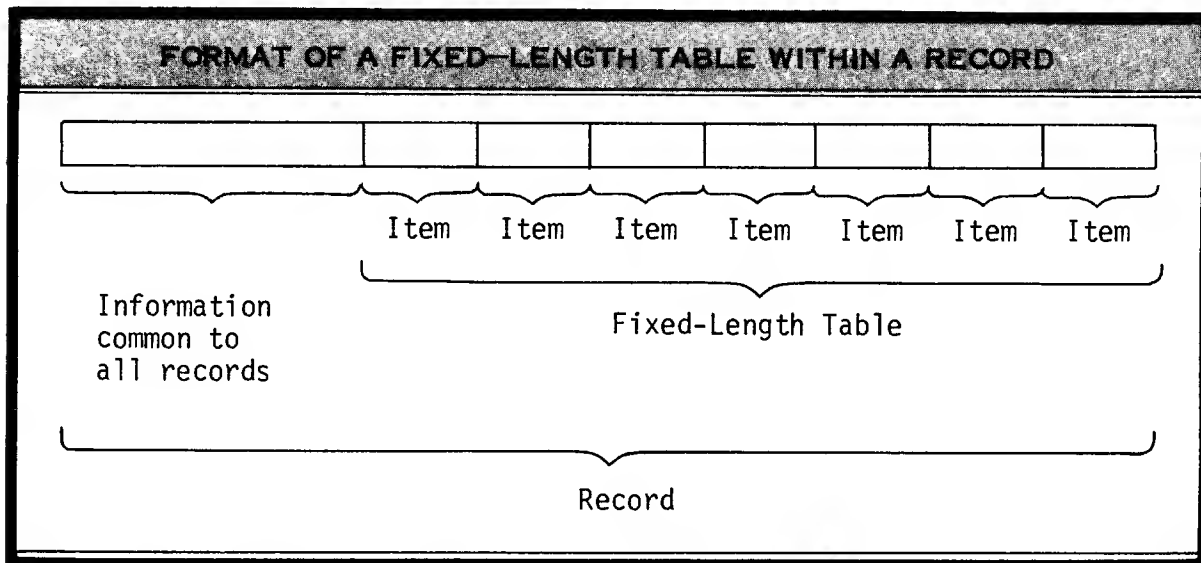 FORMAT OF A FIXED-LENGTH TABLE WITHIN A RECORD
Item Item Item Item Item Item Item
Information
common to
all records
Fixed-Length Table
Record